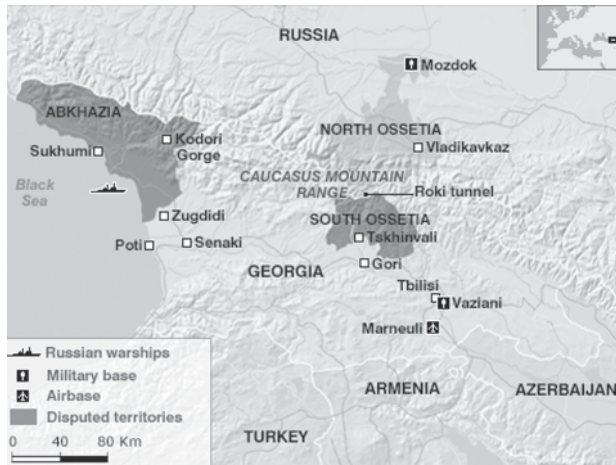 RUSSIA
Mozdok
ABKHAZIA
Kodori
Gorge
NORTH OSSETIA
Sukhumi
Vladikavkaz
CAUCASUS MOUNTAIN
RANGE
Roki tunnel
Black
Sea
Zugdidi
SOUTH OSSETIA
Tskhinvali
Poti
Senaki
Gori
GEORGIA
Tbilisi
Vaziani
Marneuli
Russian warships
Military base
Airbase
Disputed territories
0 40 80 Km
ARMENIA
AZERBAIJAN
TURKEY